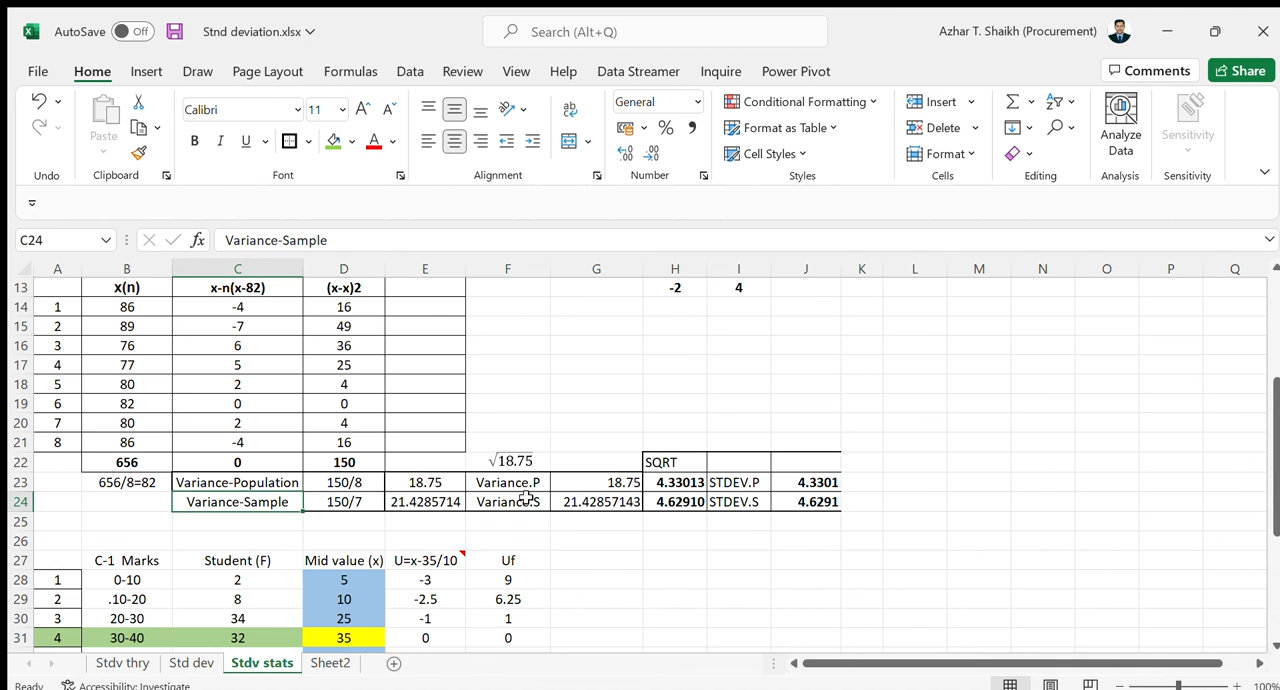 AutoSave Off Stnd deviation.xlsx Search (Alt+Q) Azhar T. Shaikh (Procurement)
File Home Insert Draw Page Layout Formulas Data Review View Help Data Streamer Inquire Power Pivot Comments Share
Paste Calibri 11 General Conditional Formatting Insert Analyze Data Sensitivity
Format as Table Delete
B I U A % Cell Styles Format
Undo Clipboard Font Alignment Number Styles Cells Editing Analysis Sensitivity
C24 fx Variance-Sample
A B C D E F G H I J K L M N O P Q
13 x(n) x-n(x-82) (x-x)2 -2 4
14 1 86 -4 16
15 2 89 -7 49
16 3 76 6 36
17 4 77 5 25
18 5 80 2 4
19 6 82 0 0
20 7 80 2 4
21 8 86 -4 16
22 656 0 150 √18.75 SQRT
23 656/8=82 Variance-Population 150/8 18.75 Variance.P 18.75 4.33013 STDEV.P 4.3301
24 Variance-Sample 150/7 21.4285714 Variance.S 21.42857143 4.62910 STDEV.S 4.6291
25
26
27 C-1 Marks Student (F) Mid value (x) U=x-35/10 Uf
28 1 0-10 2 5 -3 9
29 2 .10-20 8 10 -2.5 6.25
30 3 20-30 34 25 -1 1
31 4 30-40 32 35 0 0
Stdv thry Std dev Stdv stats Sheet2
Ready Accessibility: Investigate 100%